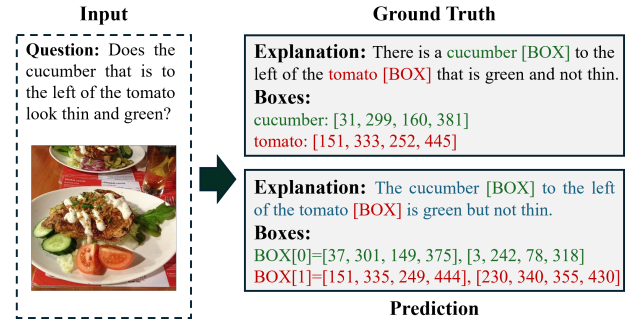 Input
Question: Does the
cucumber that is to
the left of the tomato
look thin and green?
Ground Truth
Explanation: There is a cucumber [BOX] to the
left of the tomato [BOX] that is green and not thin.
Boxes:
cucumber: [31, 299, 160, 381]
tomato: [151, 333, 252, 445]
Explanation: The cucumber [BOX] to the left
of the tomato [BOX] is green but not thin.
Boxes:
BOX[0]=[37, 301, 149, 375], [3, 242, 78, 318]
BOX[1]=[151, 335, 249, 444], [230, 340, 355, 430]
Prediction